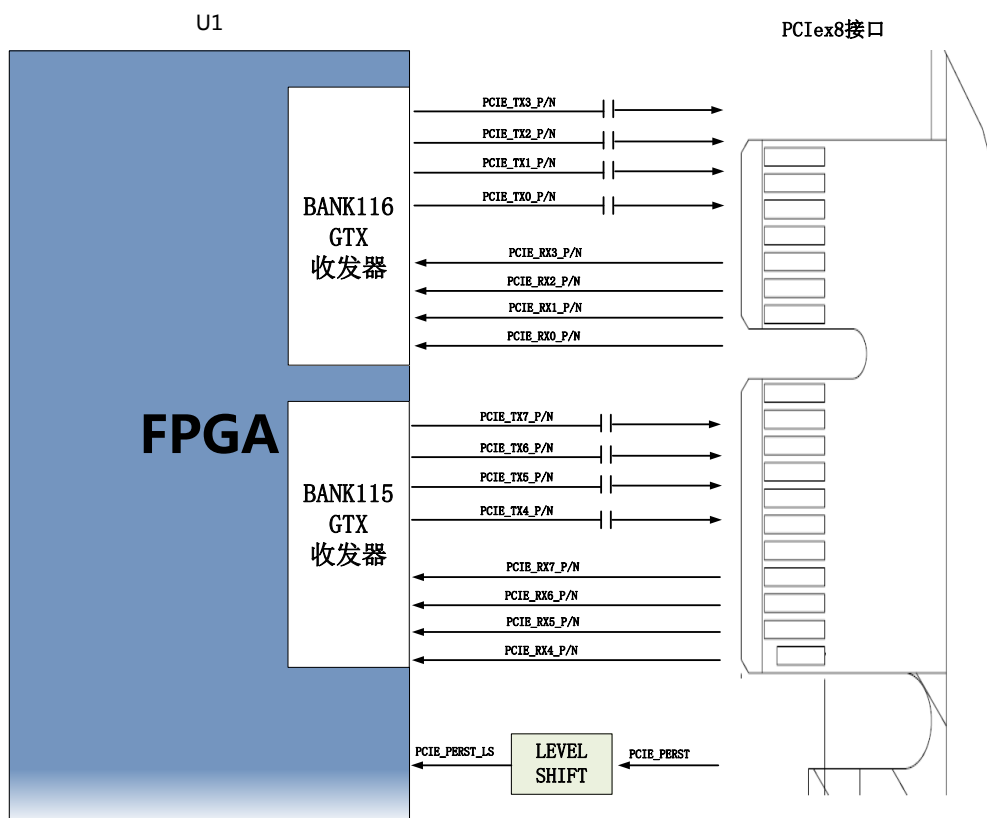 U1
PCIex8接口
PCIE_TX3_P/N
PCIE_TX2_P/N
PCIE_TX1_P/N
PCIE_TX0_P/N
BANK116
GTX
收发器
PCIE_RX3_P/N
PCIE_RX2_P/N
PCIE_RX1_P/N
PCIE_RX0_P/N
FPGA
PCIE_TX7_P/N
PCIE_TX6_P/N
PCIE_TX5_P/N
PCIE_TX4_P/N
BANK115
GTX
收发器
PCIE_RX7_P/N
PCIE_RX6_P/N
PCIE_RX5_P/N
PCIE_RX4_P/N
PCIE_PERST_LS
LEVEL
SHIFT
PCIE_PERST